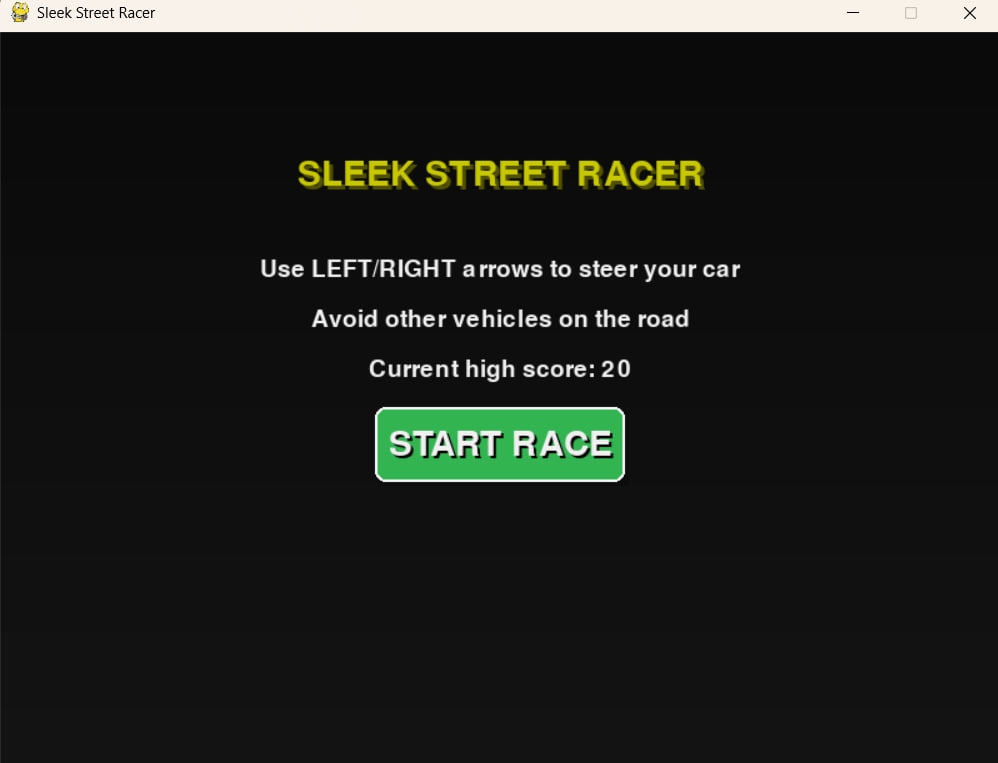 Sleek Street Racer
SLEEK STREET RACER
Use LEFT/RIGHT arrows to steer your car
Avoid other vehicles on the road
Current high score: 20
START RACE